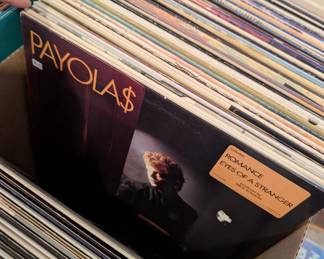 PAYOLA$
ROMANCE
EYES OF A STRANGER